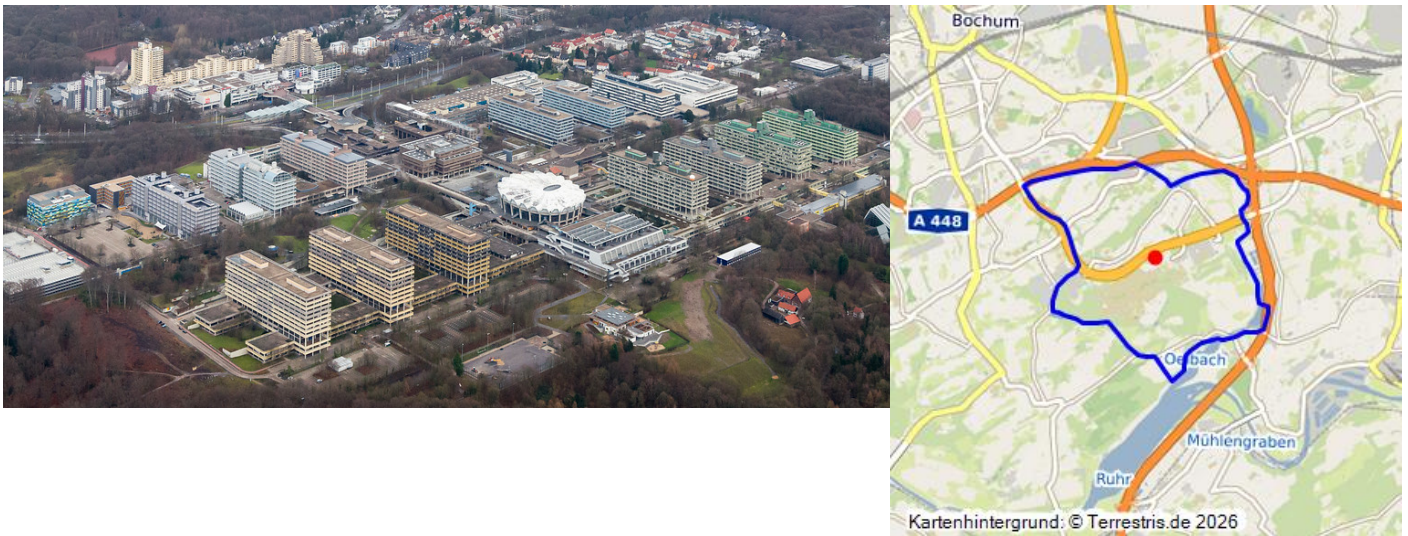 Bochum
A 448
Oelbach
Mühlengraben
Ruhr
Kartenhintergrund: © Terrestris.de 2026